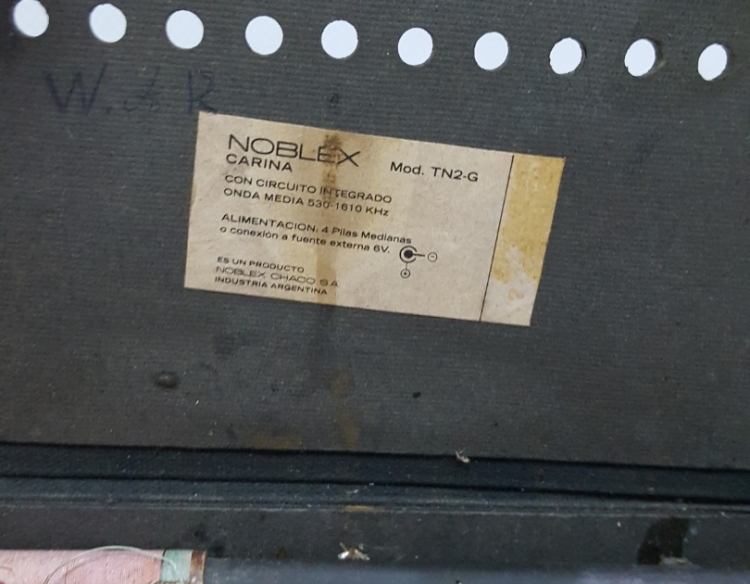 NOBLEX
CARINA Mod. TN2-G
CON CIRCUITO INTEGRADO
ONDA MEDIA 530-1610 KHz
ALIMENTACION: 4 Pilas Medianas
o conexión a fuente externa 6V.
ES UN PRODUCTO
NOBLEX CHACO S A
INDUSTRIA ARGENTINA